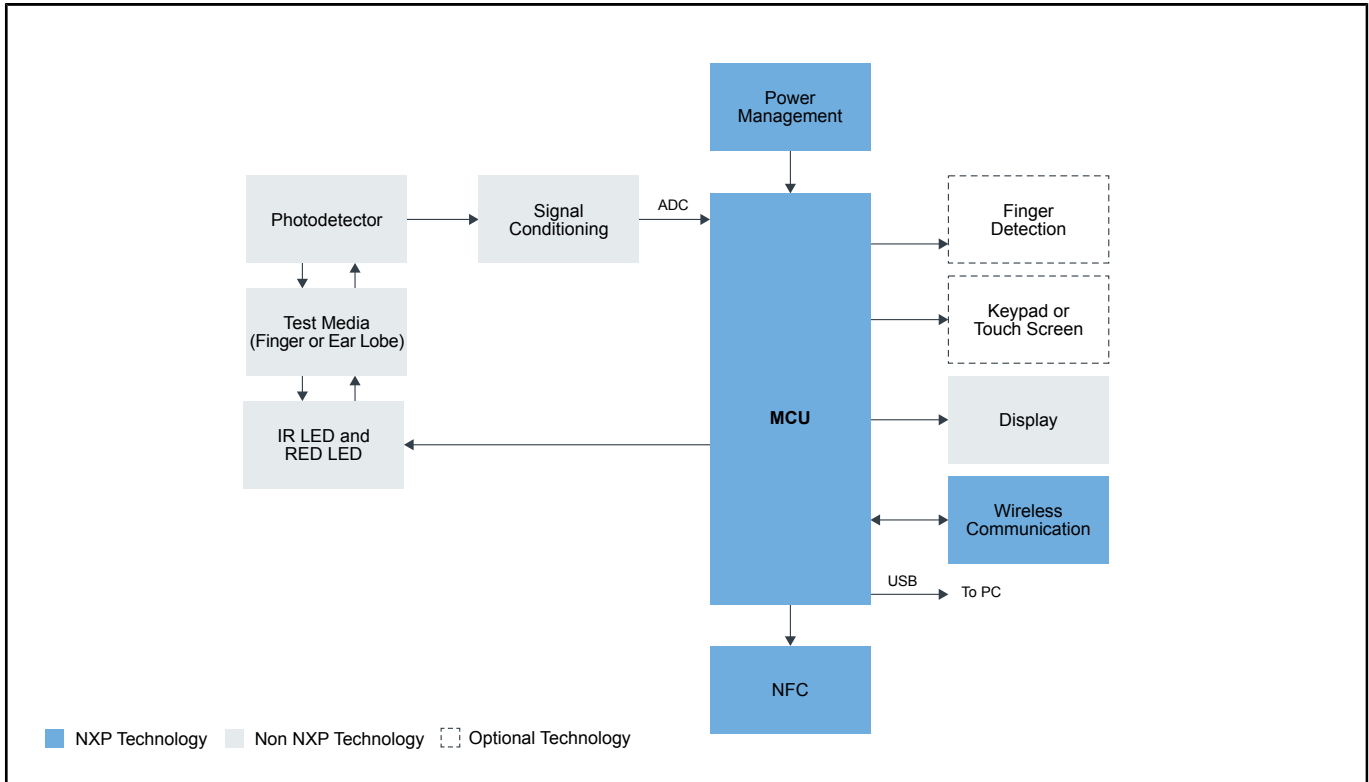 Power
Management
Photodetector
Signal
Conditioning
ADC
Finger
Detection
Test Media
(Finger or Ear Lobe)
Keypad or
Touch Screen
IR LED and
RED LED
MCU
Display
Wireless
Communication
USB
To PC
NFC
NXP Technology
Non NXP Technology
Optional Technology